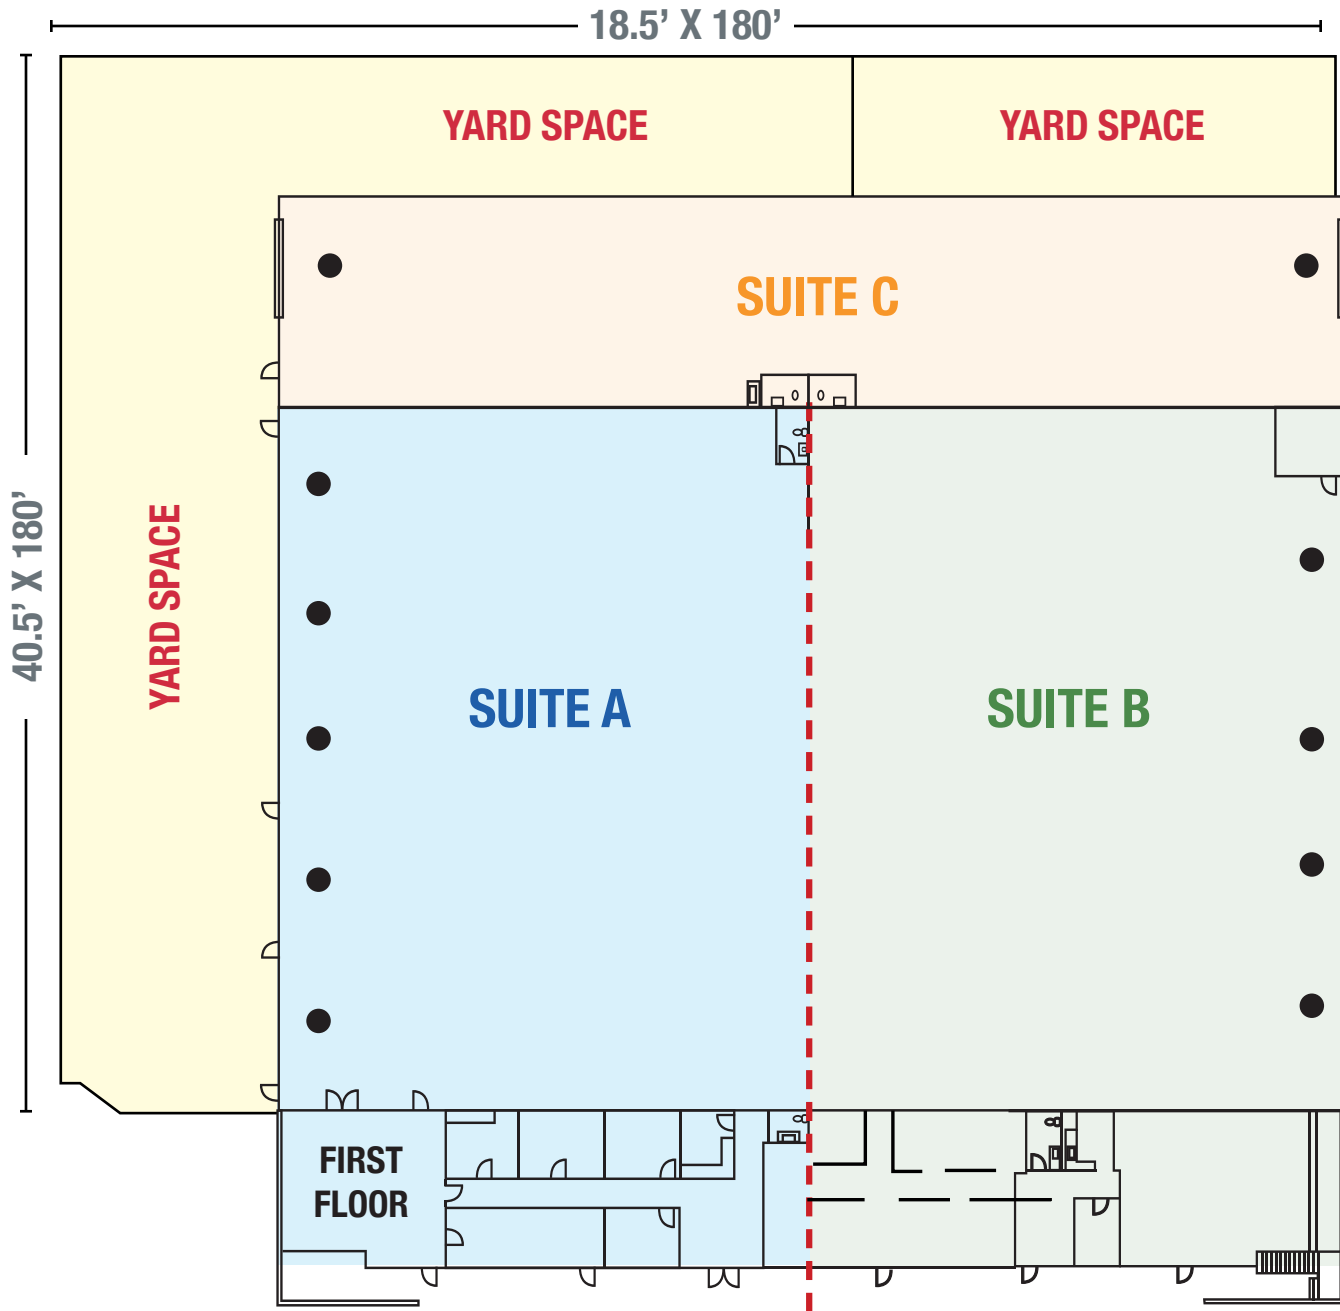 18.5’ X 180’
YARD SPACE
YARD SPACE
SUITE C
40.5’ X 180’
YARD SPACE
SUITE A
SUITE B
FIRST
FLOOR